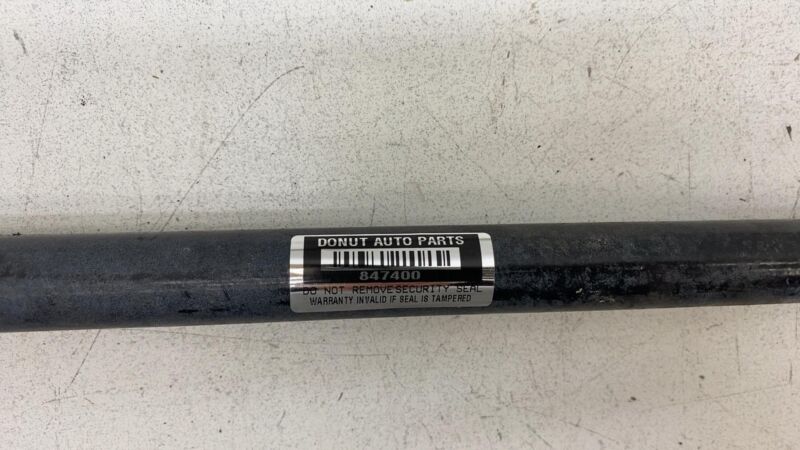 DONUT AUTO PARTS
847400
DO NOT REMOVE SECURITY SEAL
WARRANTY INVALID IF SEAL IS TAMPERED